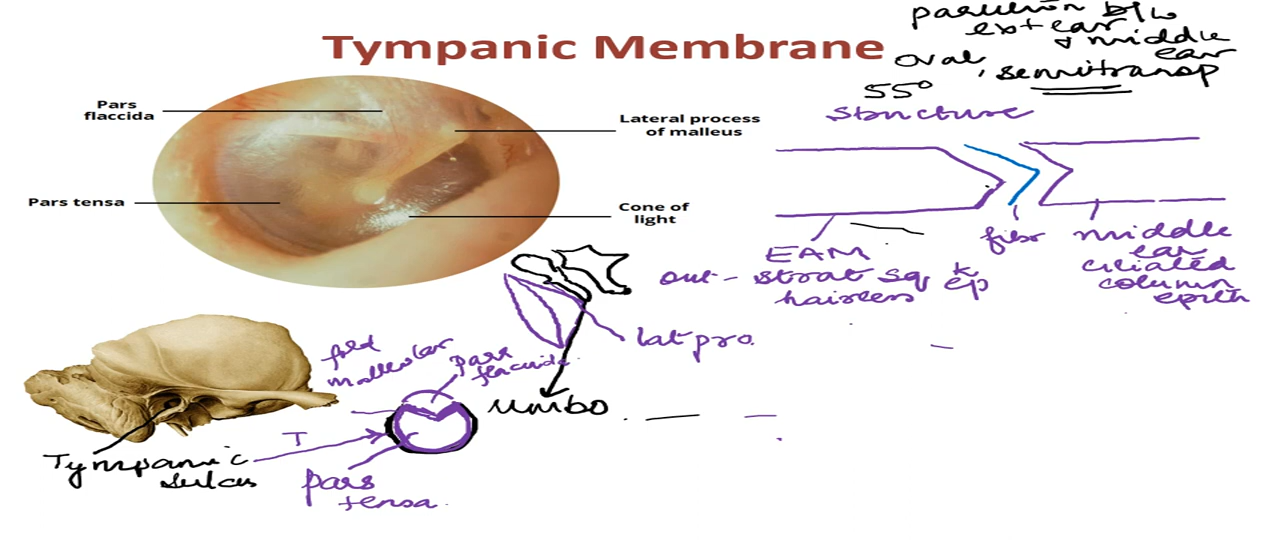 Tympanic Membrane
partition b/w
ext ear
& middle
ear
oval, semitransp
55°
Structure
Pars
flaccida
Lateral process
of malleus
Pars tensa
Cone of
light
EAM
fibr
middle
ear
ciliated
column
epith
out - strat sq k ep
hairless
lat pro.
fold
malleolar
pars
flaccida
umbo
Tympanic
sulcus
T
pars
tensa